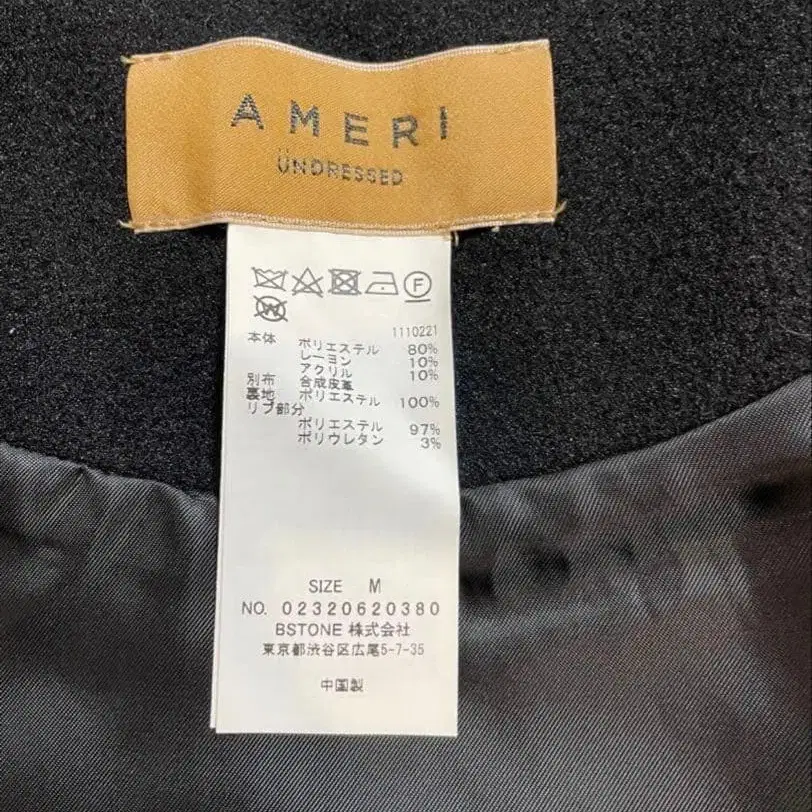 AMERI
ÜNDRESSED
F
W
1110221
本体 ポリエステル 80%
レーヨン 10%
アクリル 10%
別布 合成皮革
裏地 ポリエステル 100%
リブ部分
ポリエステル 97%
ポリウレタン 3%
SIZE M
NO. 02320620380
BSTONE 株式会社
東京都渋谷区広尾5-7-35
中国製